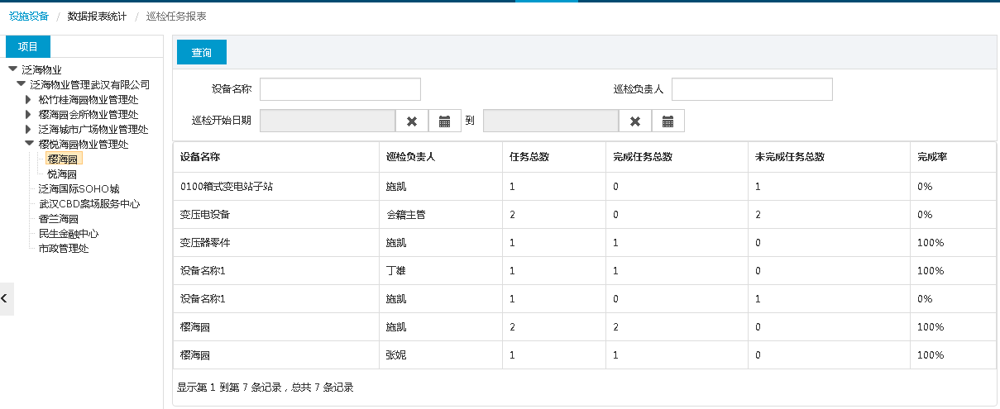 设施设备 / 数据报表统计 / 巡检任务报表
项目
泛海物业
泛海物业管理武汉有限公司
松竹桂海园物业管理处
樱海园会所物业管理处
泛海城市广场物业管理处
樱悦海园物业管理处
樱海园
悦海园
泛海国际SOHO城
武汉CBD案场服务中心
香兰海园
民生金融中心
市政管理处
查询
设备名称 巡检负责人
巡检开始日期 到
设备名称 巡检负责人 任务总数 完成任务总数 未完成任务总数 完成率
0100箱式变电站子站 施凯 1 0 1 0%
变压电设备 会籍主管 2 0 2 0%
变压器零件 施凯 1 1 0 100%
设备名称1 丁雄 1 1 0 100%
设备名称1 施凯 1 0 1 0%
樱海园 施凯 2 2 0 100%
樱海园 张妮 1 1 0 100%
显示第 1 到第 7 条记录，总共 7 条记录